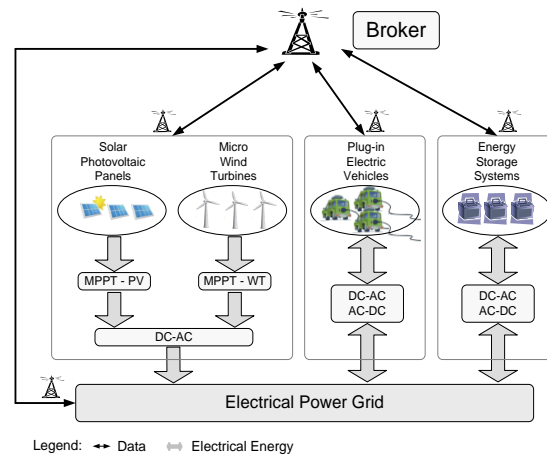 Broker
Solar
Photovoltaic
Panels
Micro
Wind
Turbines
Plug-in
Electric
Vehicles
Energy
Storage
Systems
MPPT - PV
MPPT - WT
DC-AC
AC-DC
DC-AC
AC-DC
DC-AC
Electrical Power Grid
Legend: Data Electrical Energy